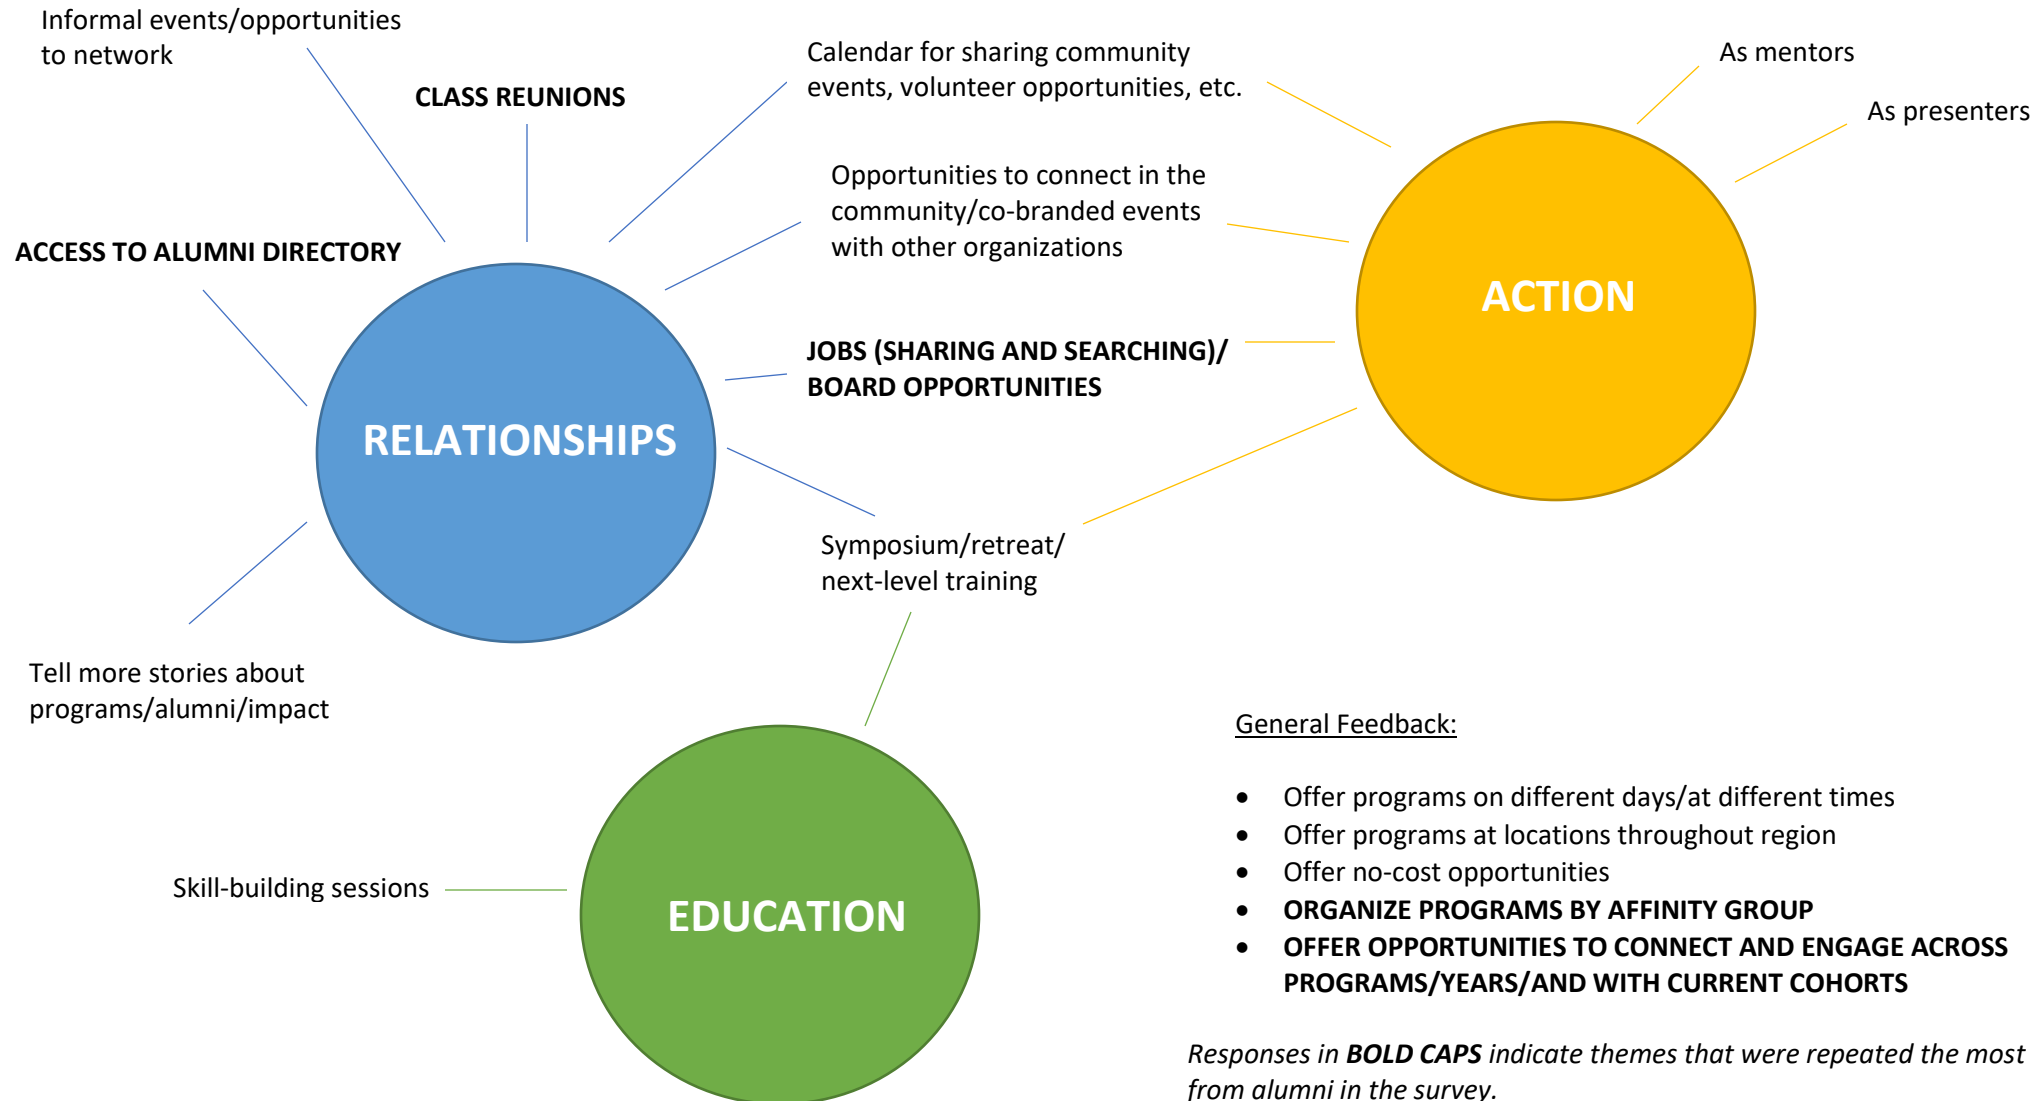 Informal events/opportunities
to network
CLASS REUNIONS
Calendar for sharing community
events, volunteer opportunities, etc.
As mentors
As presenters
Opportunities to connect in the
community/co-branded events
with other organizations
ACCESS TO ALUMNI DIRECTORY
ACTION
JOBS (SHARING AND SEARCHING)/
BOARD OPPORTUNITIES
RELATIONSHIPS
Symposium/retreat/
next-level training
Tell more stories about
programs/alumni/impact
Skill-building sessions
EDUCATION
General Feedback:
• Offer programs on different days/at different times
• Offer programs at locations throughout region
• Offer no-cost opportunities
• ORGANIZE PROGRAMS BY AFFINITY GROUP
• OFFER OPPORTUNITIES TO CONNECT AND ENGAGE ACROSS
PROGRAMS/YEARS/AND WITH CURRENT COHORTS
Responses in BOLD CAPS indicate themes that were repeated the most
from alumni in the survey.